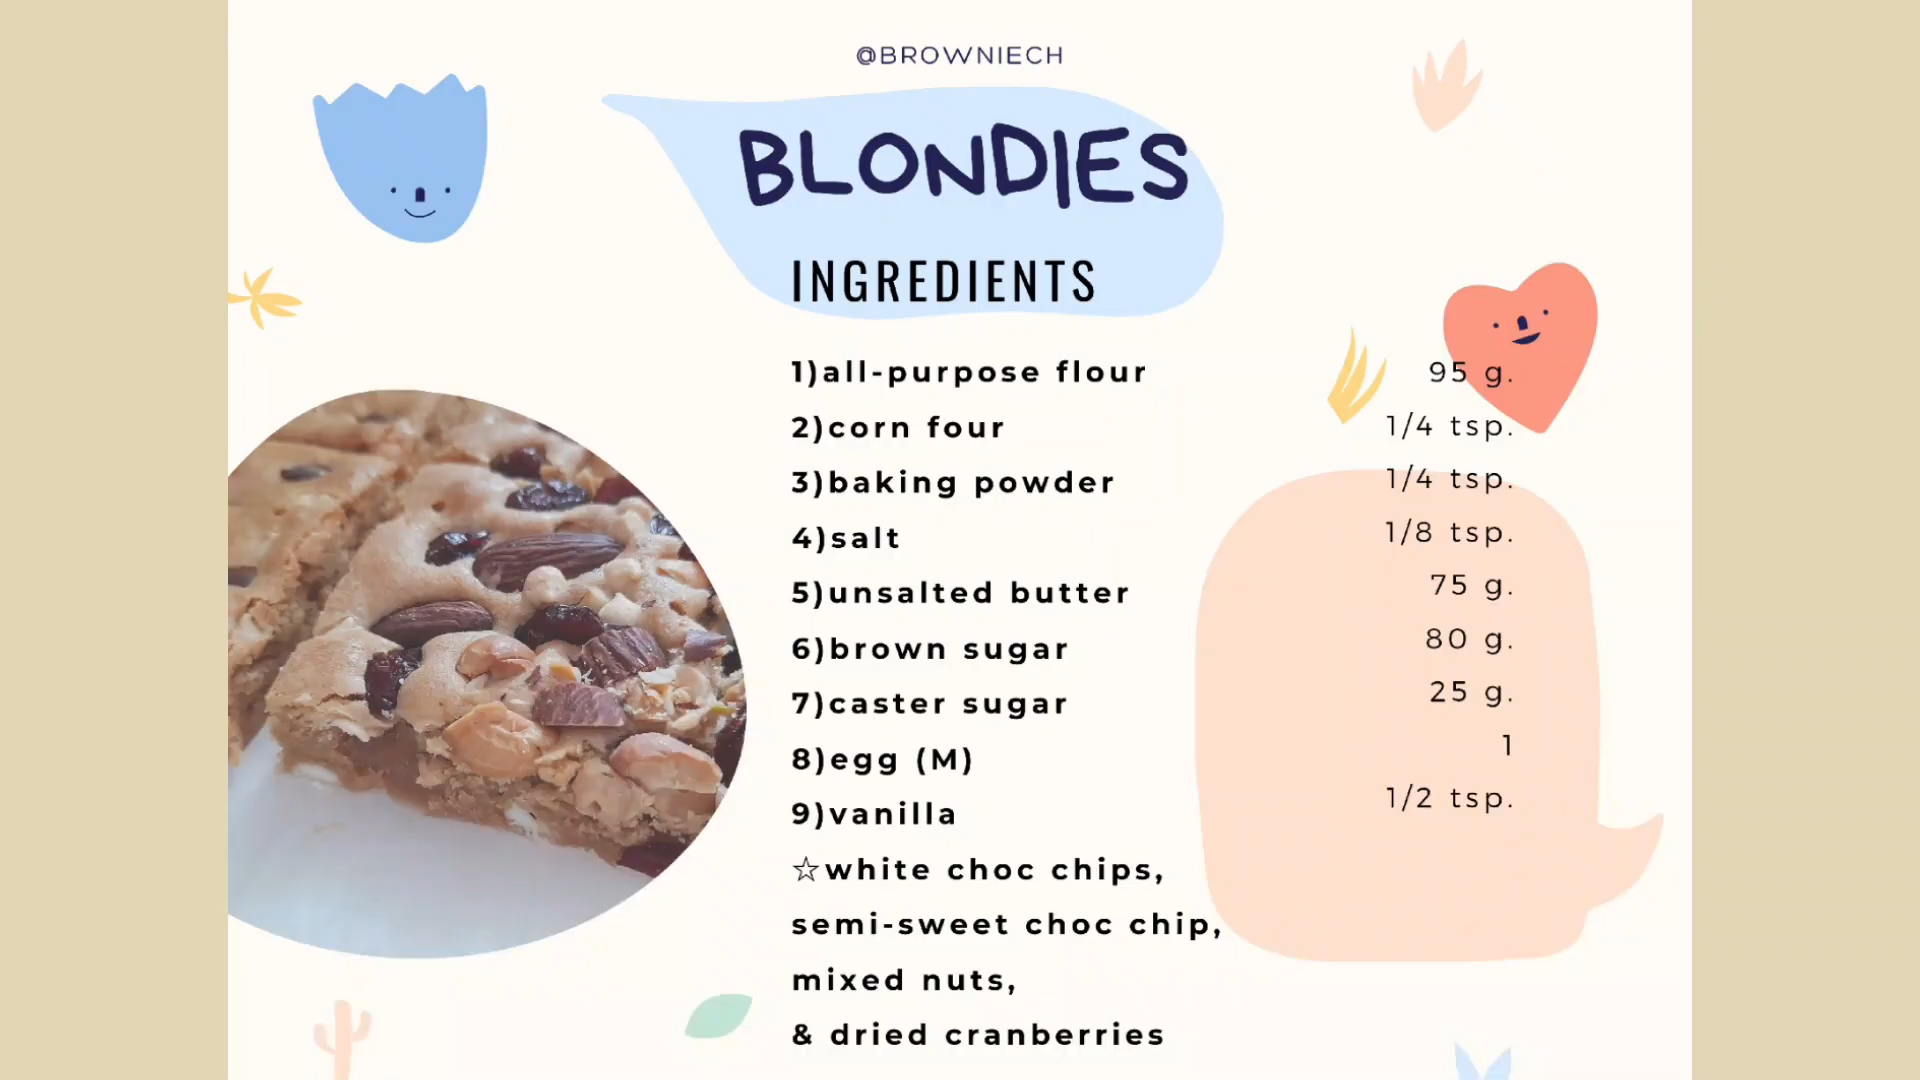 @BROWNIECH
BLONDIES
INGREDIENTS
1)all-purpose flour 95 g.
2)corn four 1/4 tsp.
3)baking powder 1/4 tsp.
4)salt 1/8 tsp.
5)unsalted butter 75 g.
6)brown sugar 80 g.
7)caster sugar 25 g.
8)egg (M) 1
9)vanilla 1/2 tsp.
☆white choc chips,
semi-sweet choc chip,
mixed nuts,
& dried cranberries